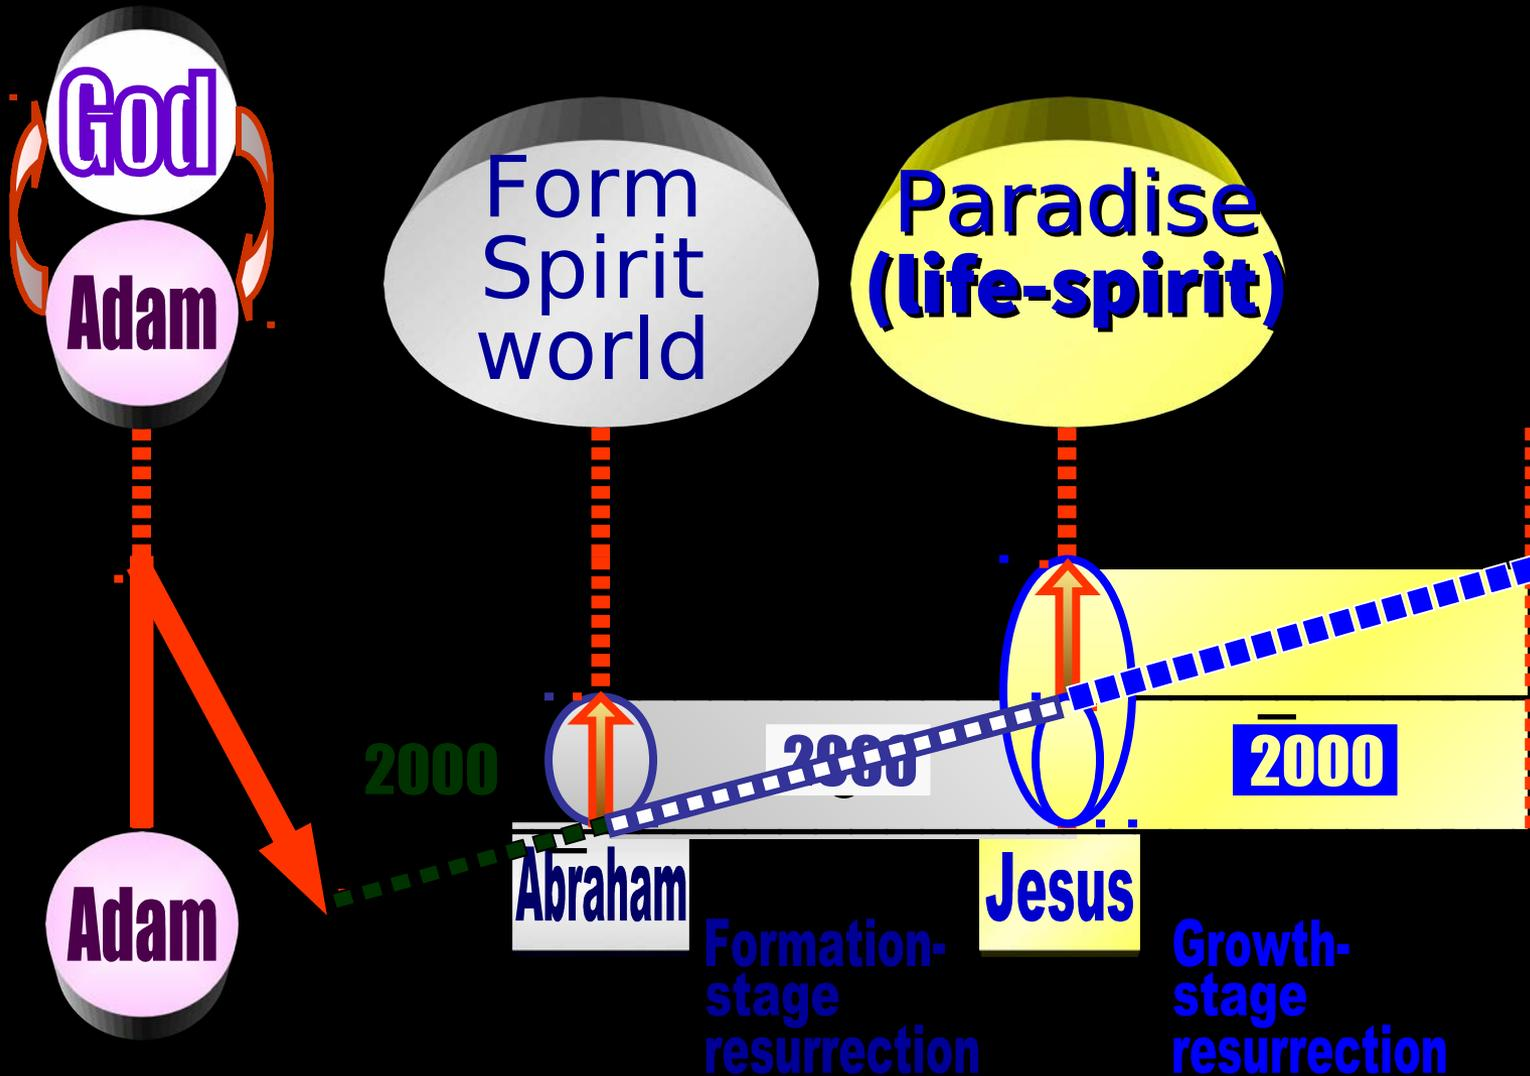 God
Adam
Form
Spirit
world
Paradise
(life-spirit)
2000
2000
2000
Adam
Abraham
Jesus
Formation-
stage
resurrection
Growth-
stage
resurrection